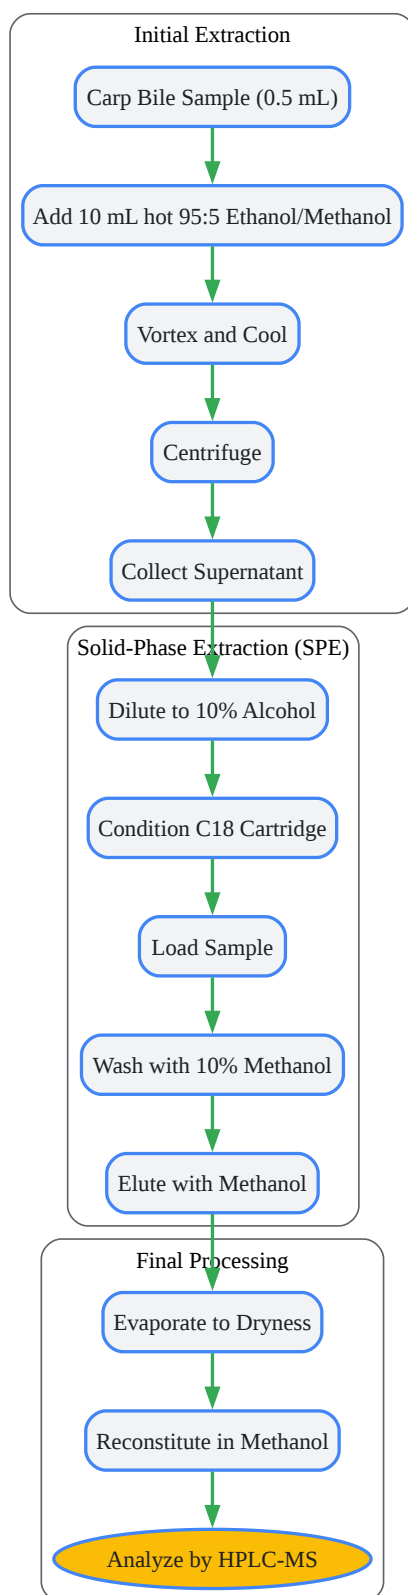 Initial Extraction
Carp Bile Sample (0.5 mL)
Add 10 mL hot 95:5 Ethanol/Methanol
Vortex and Cool
Centrifuge
Collect Supernatant
Solid-Phase Extraction (SPE)
Dilute to 10% Alcohol
Condition C18 Cartridge
Load Sample
Wash with 10% Methanol
Elute with Methanol
Final Processing
Evaporate to Dryness
Reconstitute in Methanol
Analyze by HPLC-MS